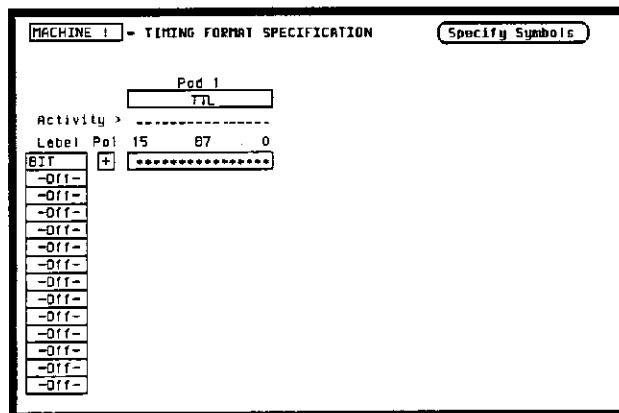 MACHINE 1 - TIMING FORMAT SPECIFICATION Specify Symbols
Pod 1
TTL
Activity > ----------------
Label Pol 15 87 0
BIT + ****************
-Off-
-Off-
-Off-
-Off-
-Off-
-Off-
-Off-
-Off-
-Off-
-Off-
-Off-
-Off-
-Off-